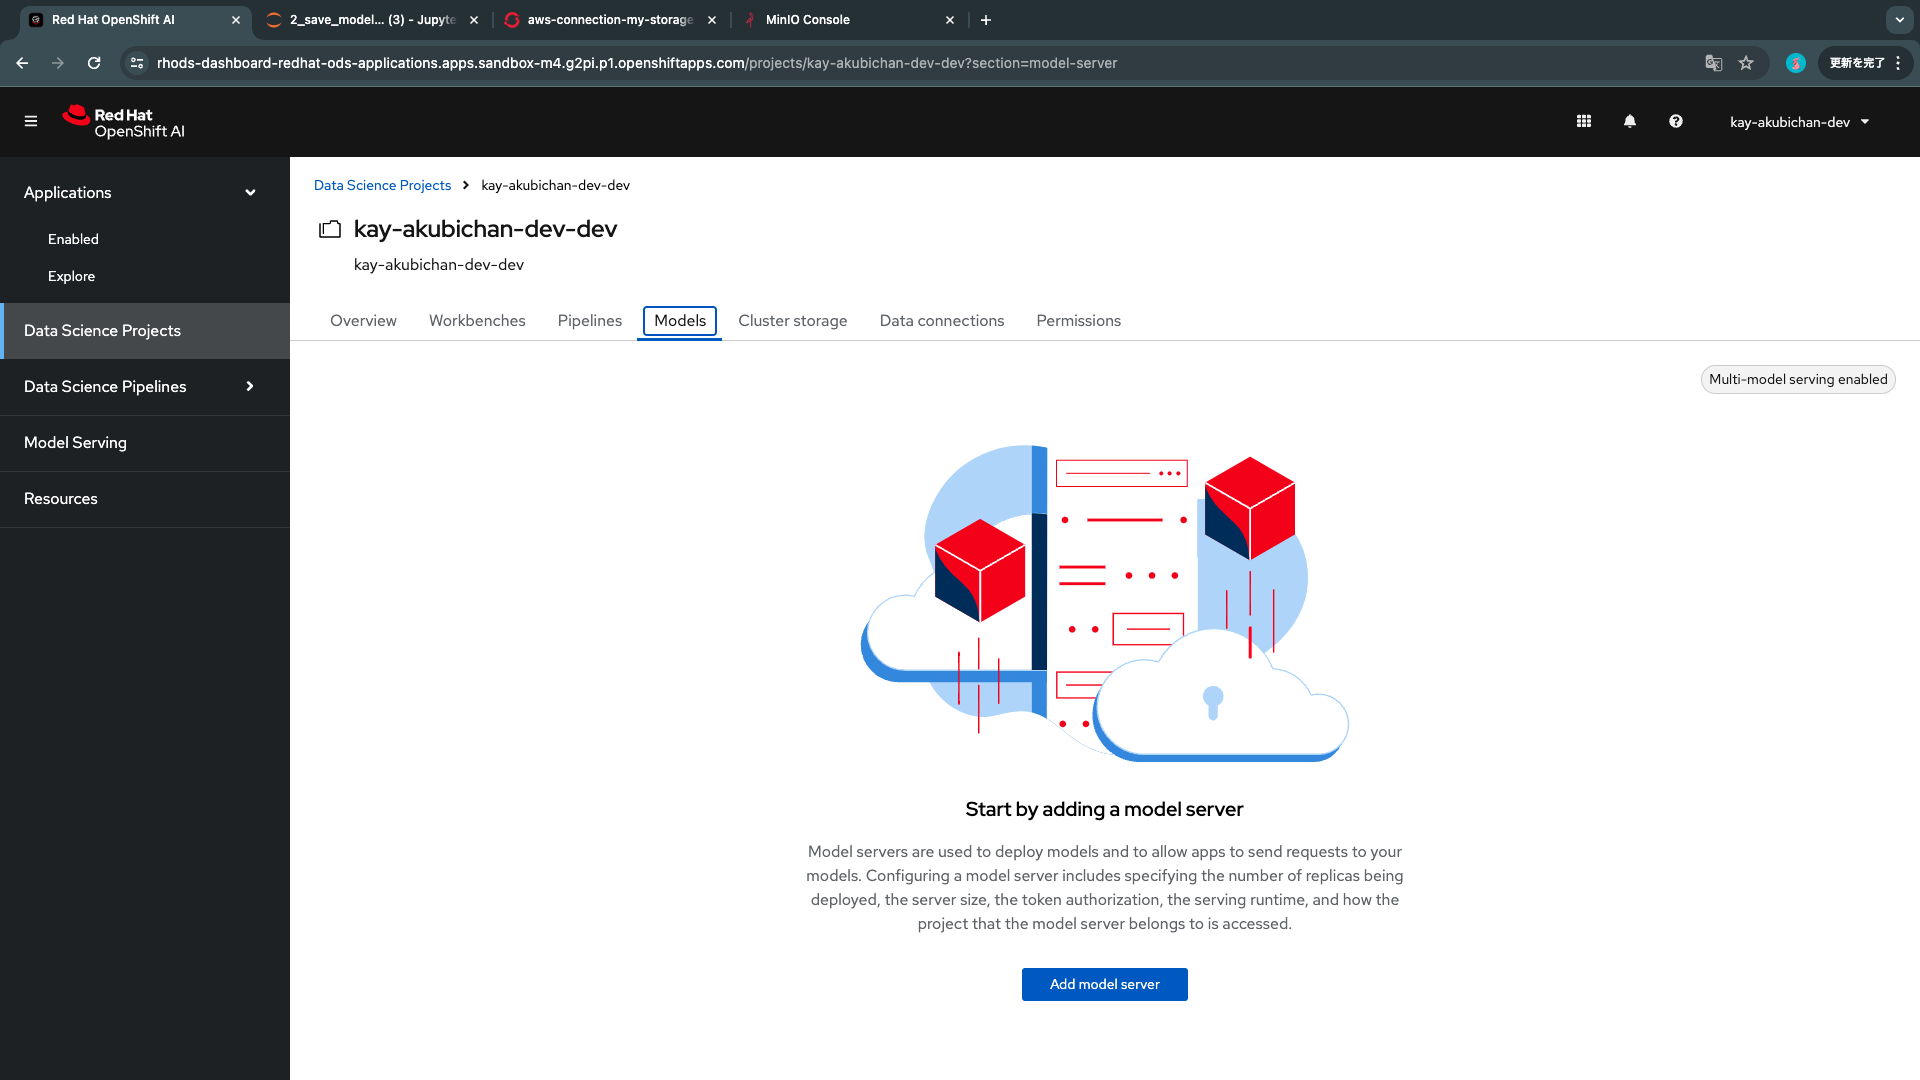 Red Hat OpenShift AI
2_save_model... (3) - Jupyte
aws-connection-my-storage
MinIO Console
rhods-dashboard-redhat-ods-applications.apps.sandbox-m4.g2pi.p1.openshiftapps.com/projects/kay-akubichan-dev-dev?section=model-server
更新を完了
Red Hat
OpenShift AI
kay-akubichan-dev
Applications
Enabled
Explore
Data Science Projects
Data Science Pipelines
Model Serving
Resources
Data Science Projects > kay-akubichan-dev-dev
kay-akubichan-dev-dev
kay-akubichan-dev-dev
Overview Workbenches Pipelines Models Cluster storage Data connections Permissions
Multi-model serving enabled
Start by adding a model server
Model servers are used to deploy models and to allow apps to send requests to your
models. Configuring a model server includes specifying the number of replicas being
deployed, the server size, the token authorization, the serving runtime, and how the
project that the model server belongs to is accessed.
Add model server